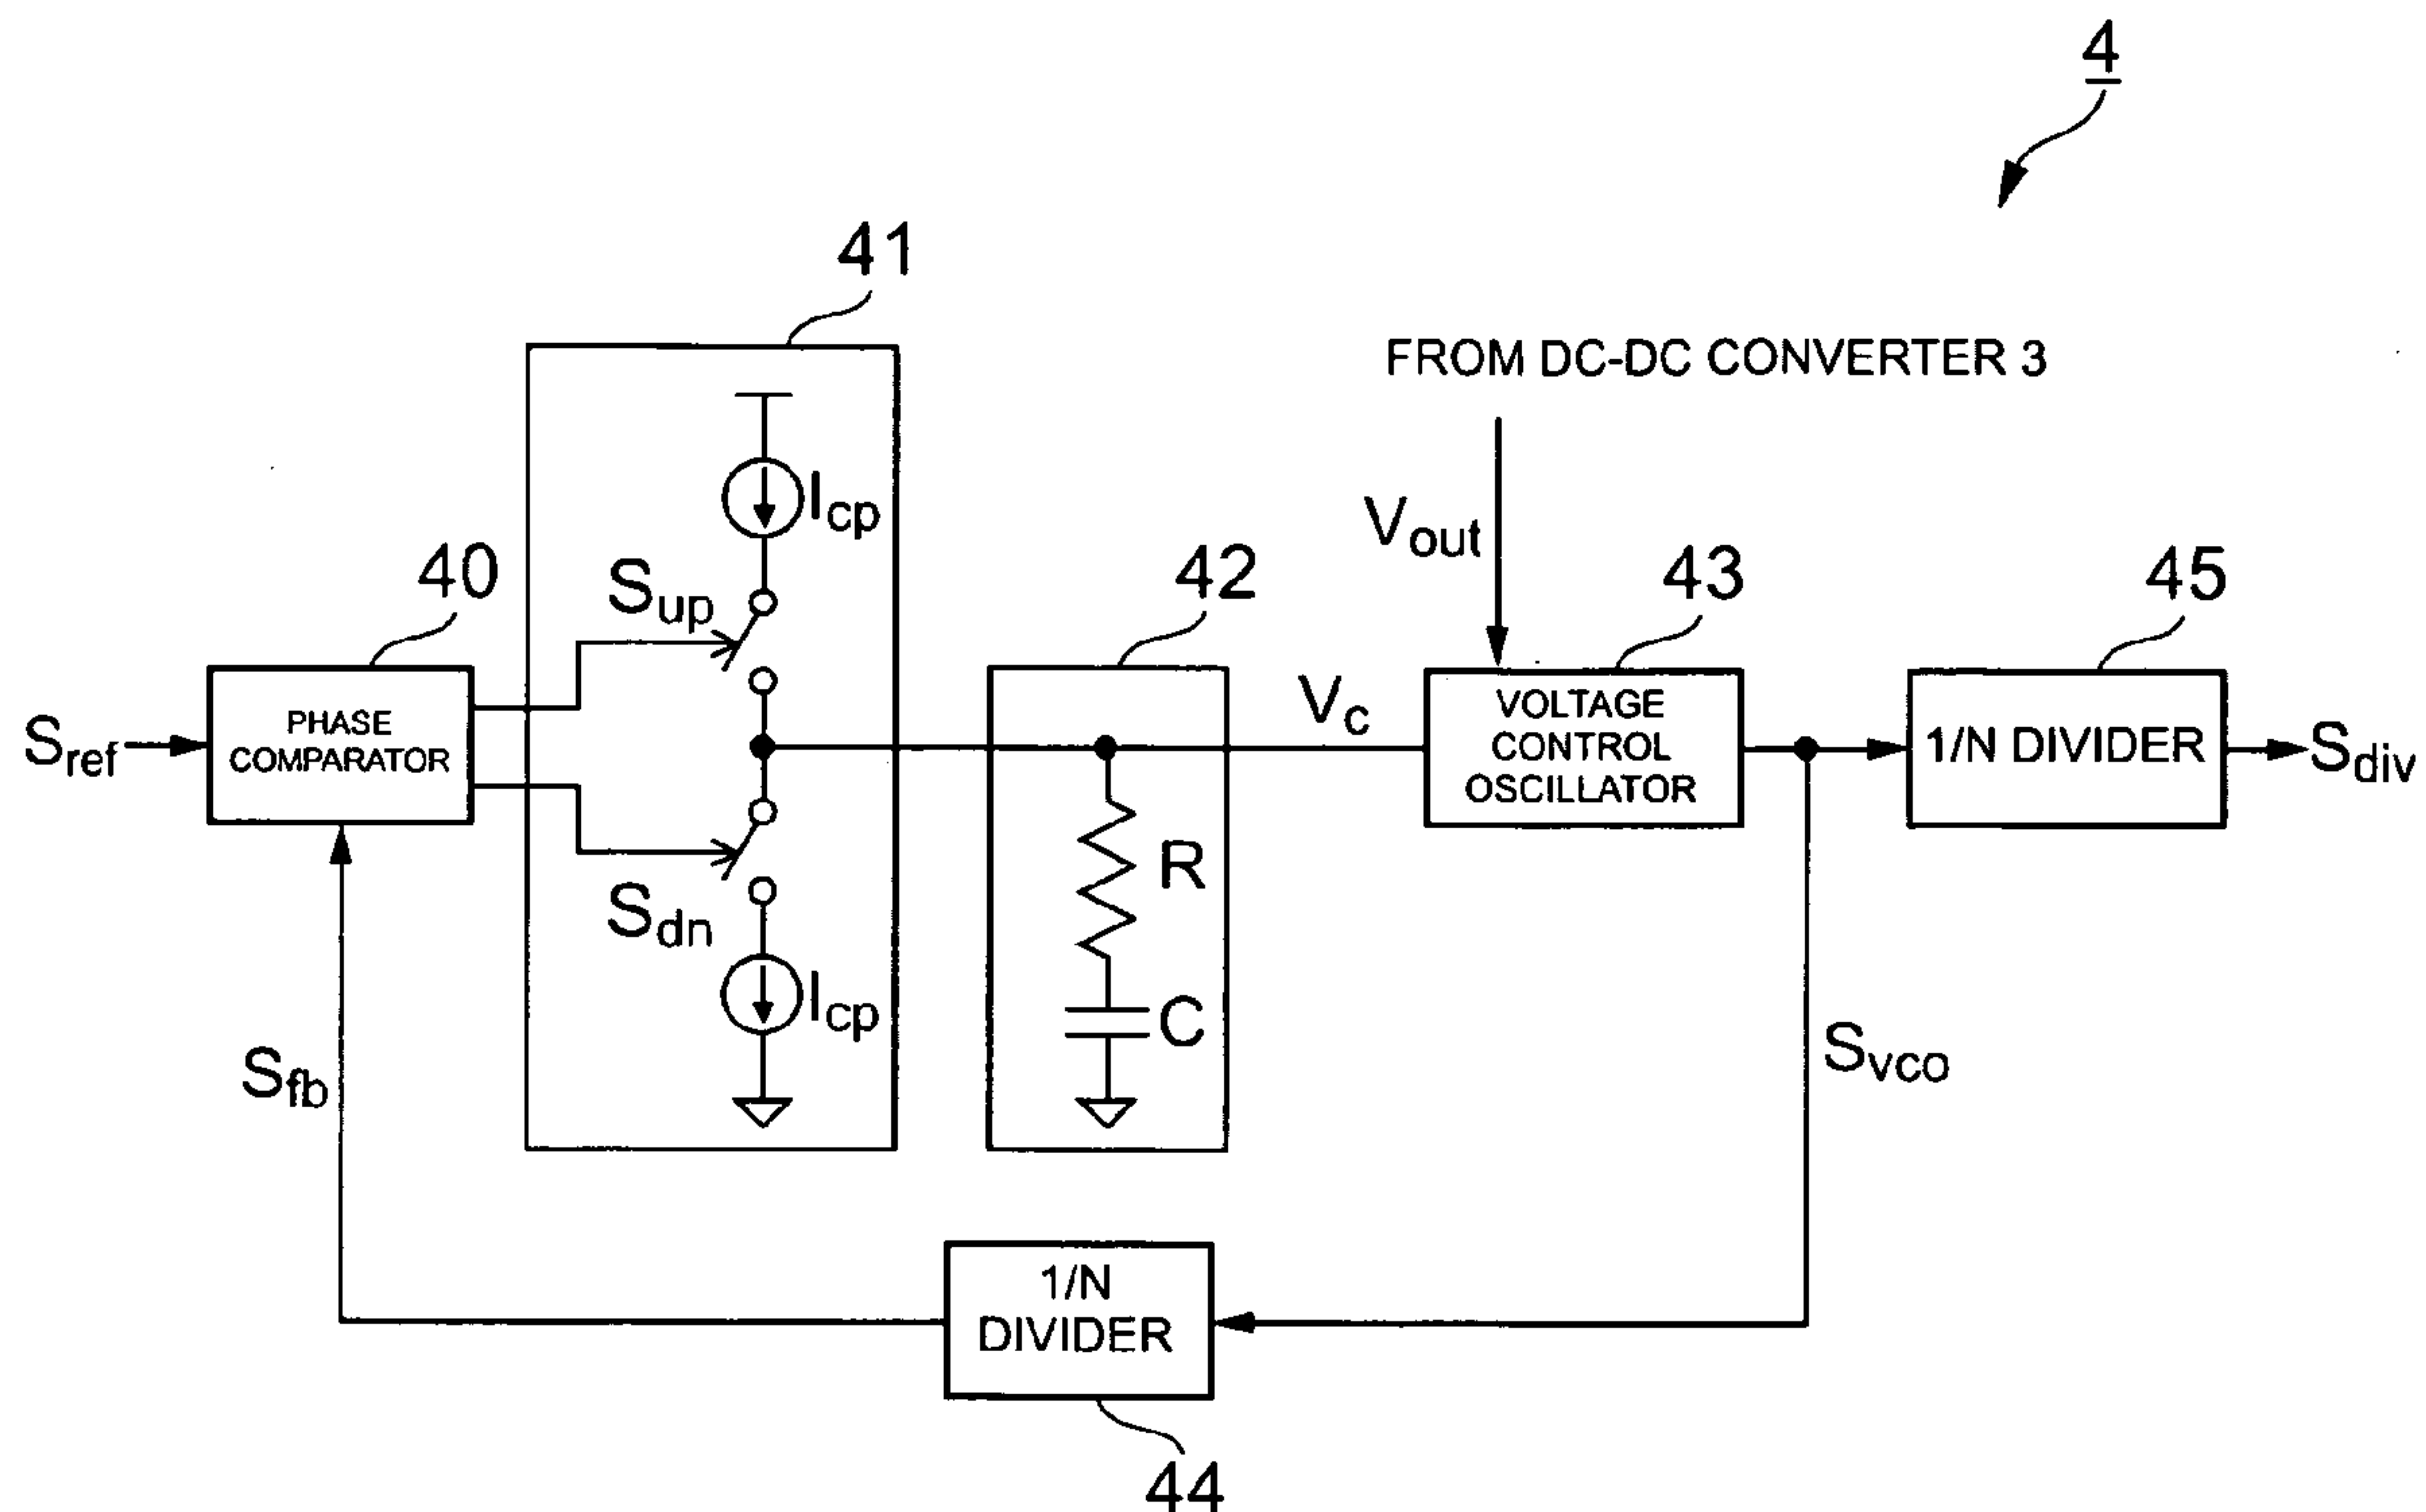 4
41
FROM DC-DC CONVERTER 3
Icp
Vout
40
Sup
42
43
45
Sref
PHASE
COMPARATOR
Vc
VOLTAGE
CONTROL
OSCILLATOR
1/N DIVIDER
Sdiv
R
Sdn
Icp
C
Sfb
Svco
1/N
DIVIDER
44